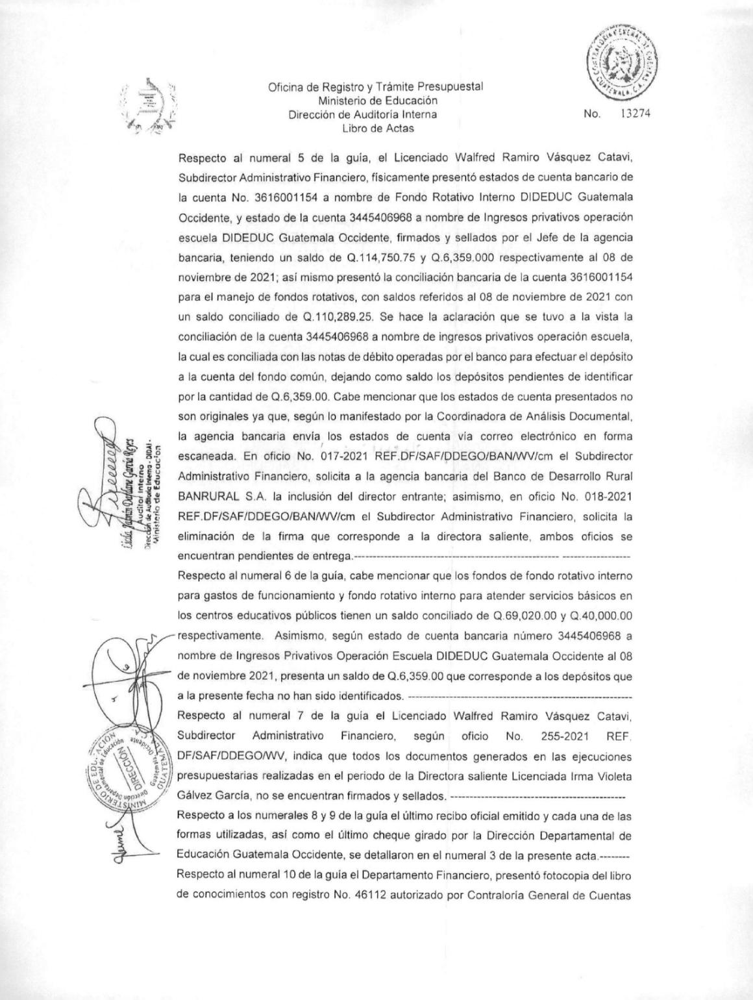 CONTRALORIA GENERAL DE CUENTAS
GUATEMALA, C.A.
Oficina de Registro y Trámite Presupuestal
Ministerio de Educación
Dirección de Auditoría Interna
Libro de Actas
No. 13274
Respecto al numeral 5 de la guía, el Licenciado Walfred Ramiro Vásquez Catavi,
Subdirector Administrativo Financiero, físicamente presentó estados de cuenta bancario de
la cuenta No. 3616001154 a nombre de Fondo Rotativo Interno DIDEDUC Guatemala
Occidente, y estado de la cuenta 3445406968 a nombre de Ingresos privativos operación
escuela DIDEDUC Guatemala Occidente, firmados y sellados por el Jefe de la agencia
bancaria, teniendo un saldo de Q.114,750.75 y Q.6,359.000 respectivamente al 08 de
noviembre de 2021; así mismo presentó la conciliación bancaria de la cuenta 3616001154
para el manejo de fondos rotativos, con saldos referidos al 08 de noviembre de 2021 con
un saldo conciliado de Q.110,289.25. Se hace la aclaración que se tuvo a la vista la
conciliación de la cuenta 3445406968 a nombre de ingresos privativos operación escuela,
la cual es conciliada con las notas de débito operadas por el banco para efectuar el depósito
a la cuenta del fondo común, dejando como saldo los depósitos pendientes de identificar
por la cantidad de Q.6,359.00. Cabe mencionar que los estados de cuenta presentados no
son originales ya que, según lo manifestado por la Coordinadora de Análisis Documental,
la agencia bancaria envía los estados de cuenta vía correo electrónico en forma
escaneada. En oficio No. 017-2021 REF.DF/SAF/DDEGO/BAN/WV/cm el Subdirector
Administrativo Financiero, solicita a la agencia bancaria del Banco de Desarrollo Rural
BANRURAL S.A. la inclusión del director entrante; asimismo, en oficio No. 018-2021
REF.DF/SAF/DDEGO/BAN/WV/cm el Subdirector Administrativo Financiero, solicita la
eliminación de la firma que corresponde a la directora saliente, ambos oficios se
encuentran pendientes de entrega.------------------------------------------------------- ------------------
Respecto al numeral 6 de la guía, cabe mencionar que los fondos de fondo rotativo interno
para gastos de funcionamiento y fondo rotativo interno para atender servicios básicos en
los centros educativos públicos tienen un saldo conciliado de Q.69,020.00 y Q.40,000.00
respectivamente. Asimismo, según estado de cuenta bancaria número 3445406968 a
nombre de Ingresos Privativos Operación Escuela DIDEDUC Guatemala Occidente al 08
de noviembre 2021, presenta un saldo de Q.6,359.00 que corresponde a los depósitos que
a la presente fecha no han sido identificados. ------------------------------------------------------------
Respecto al numeral 7 de la guía el Licenciado Walfred Ramiro Vásquez Catavi,
Subdirector Administrativo Financiero, según oficio No. 255-2021 REF.
DF/SAF/DDEGO/WV, indica que todos los documentos generados en las ejecuciones
presupuestarias realizadas en el periodo de la Directora saliente Licenciada Irma Violeta
Gálvez García, no se encuentran firmados y sellados. -----------------------------------------------
Respecto a los numerales 8 y 9 de la guía el último recibo oficial emitido y cada una de las
formas utilizadas, así como el último cheque girado por la Dirección Departamental de
Educación Guatemala Occidente, se detallaron en el numeral 3 de la presente acta.--------
Respecto al numeral 10 de la guía el Departamento Financiero, presentó fotocopia del libro
de conocimientos con registro No. 46112 autorizado por Contraloría General de Cuentas
Licda. Yazmin Dayane García Reyes
Auditor Interno
Dirección de Auditoría Interna - DIDAI -
Ministerio de Educación
MINISTERIO DE EDUCACIÓN
Dirección Departamental de Educación
Guatemala Occidente
DIRECCIÓN
GUATEMALA, C.A.